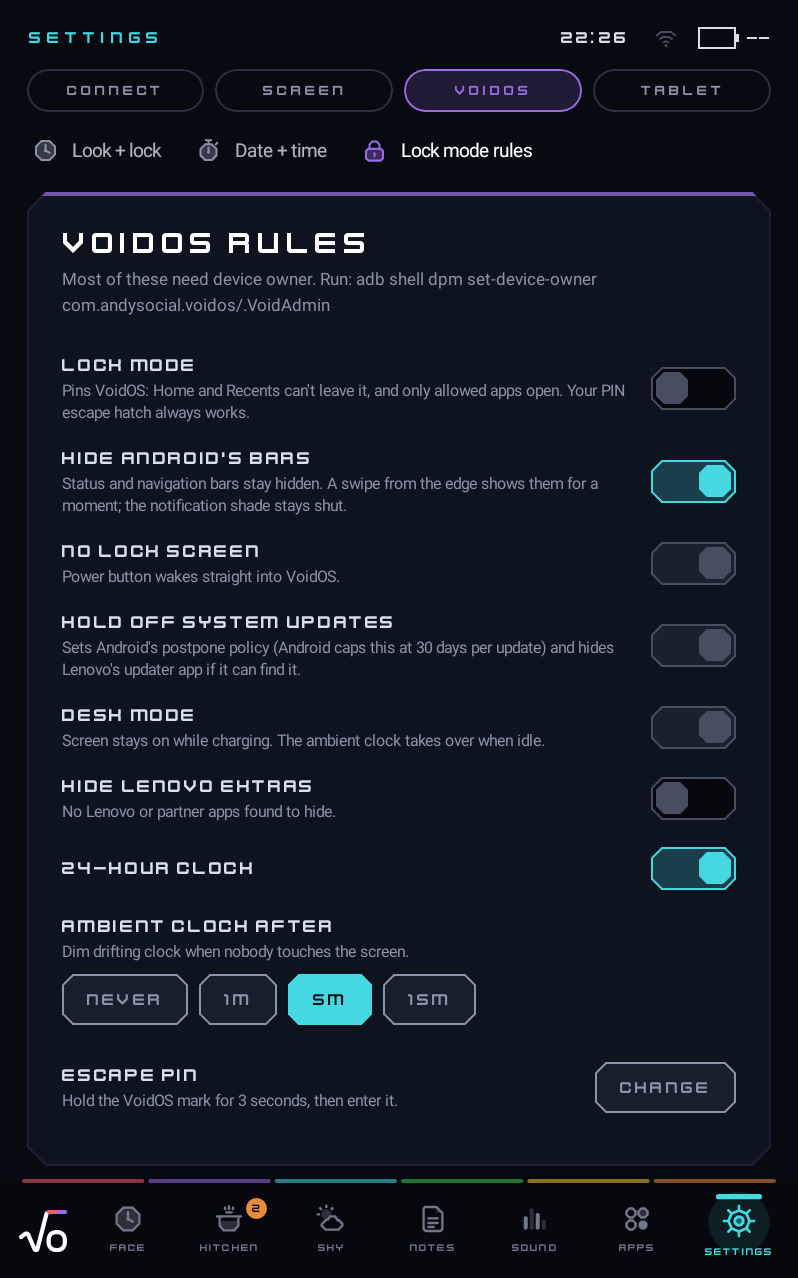 SETTINGS
22:26 --
CONNECT SCREEN VOIDOS TABLET
Look + lock Date + time Lock mode rules
VOIDOS RULES
Most of these need device owner. Run: adb shell dpm set-device-owner
com.andysocial.voidos/.VoidAdmin
LOCK MODE
Pins VoidOS: Home and Recents can't leave it, and only allowed apps open. Your PIN
escape hatch always works.
HIDE ANDROID'S BARS
Status and navigation bars stay hidden. A swipe from the edge shows them for a
moment; the notification shade stays shut.
NO LOCK SCREEN
Power button wakes straight into VoidOS.
HOLD OFF SYSTEM UPDATES
Sets Android's postpone policy (Android caps this at 30 days per update) and hides
Lenovo's updater app if it can find it.
DESK MODE
Screen stays on while charging. The ambient clock takes over when idle.
HIDE LENOVO EXTRAS
No Lenovo or partner apps found to hide.
24-HOUR CLOCK
AMBIENT CLOCK AFTER
Dim drifting clock when nobody touches the screen.
NEVER 1M 5M 15M
ESCAPE PIN
Hold the VoidOS mark for 3 seconds, then enter it.
CHANGE
2
FACE KITCHEN SKY NOTES SOUND APPS SETTINGS